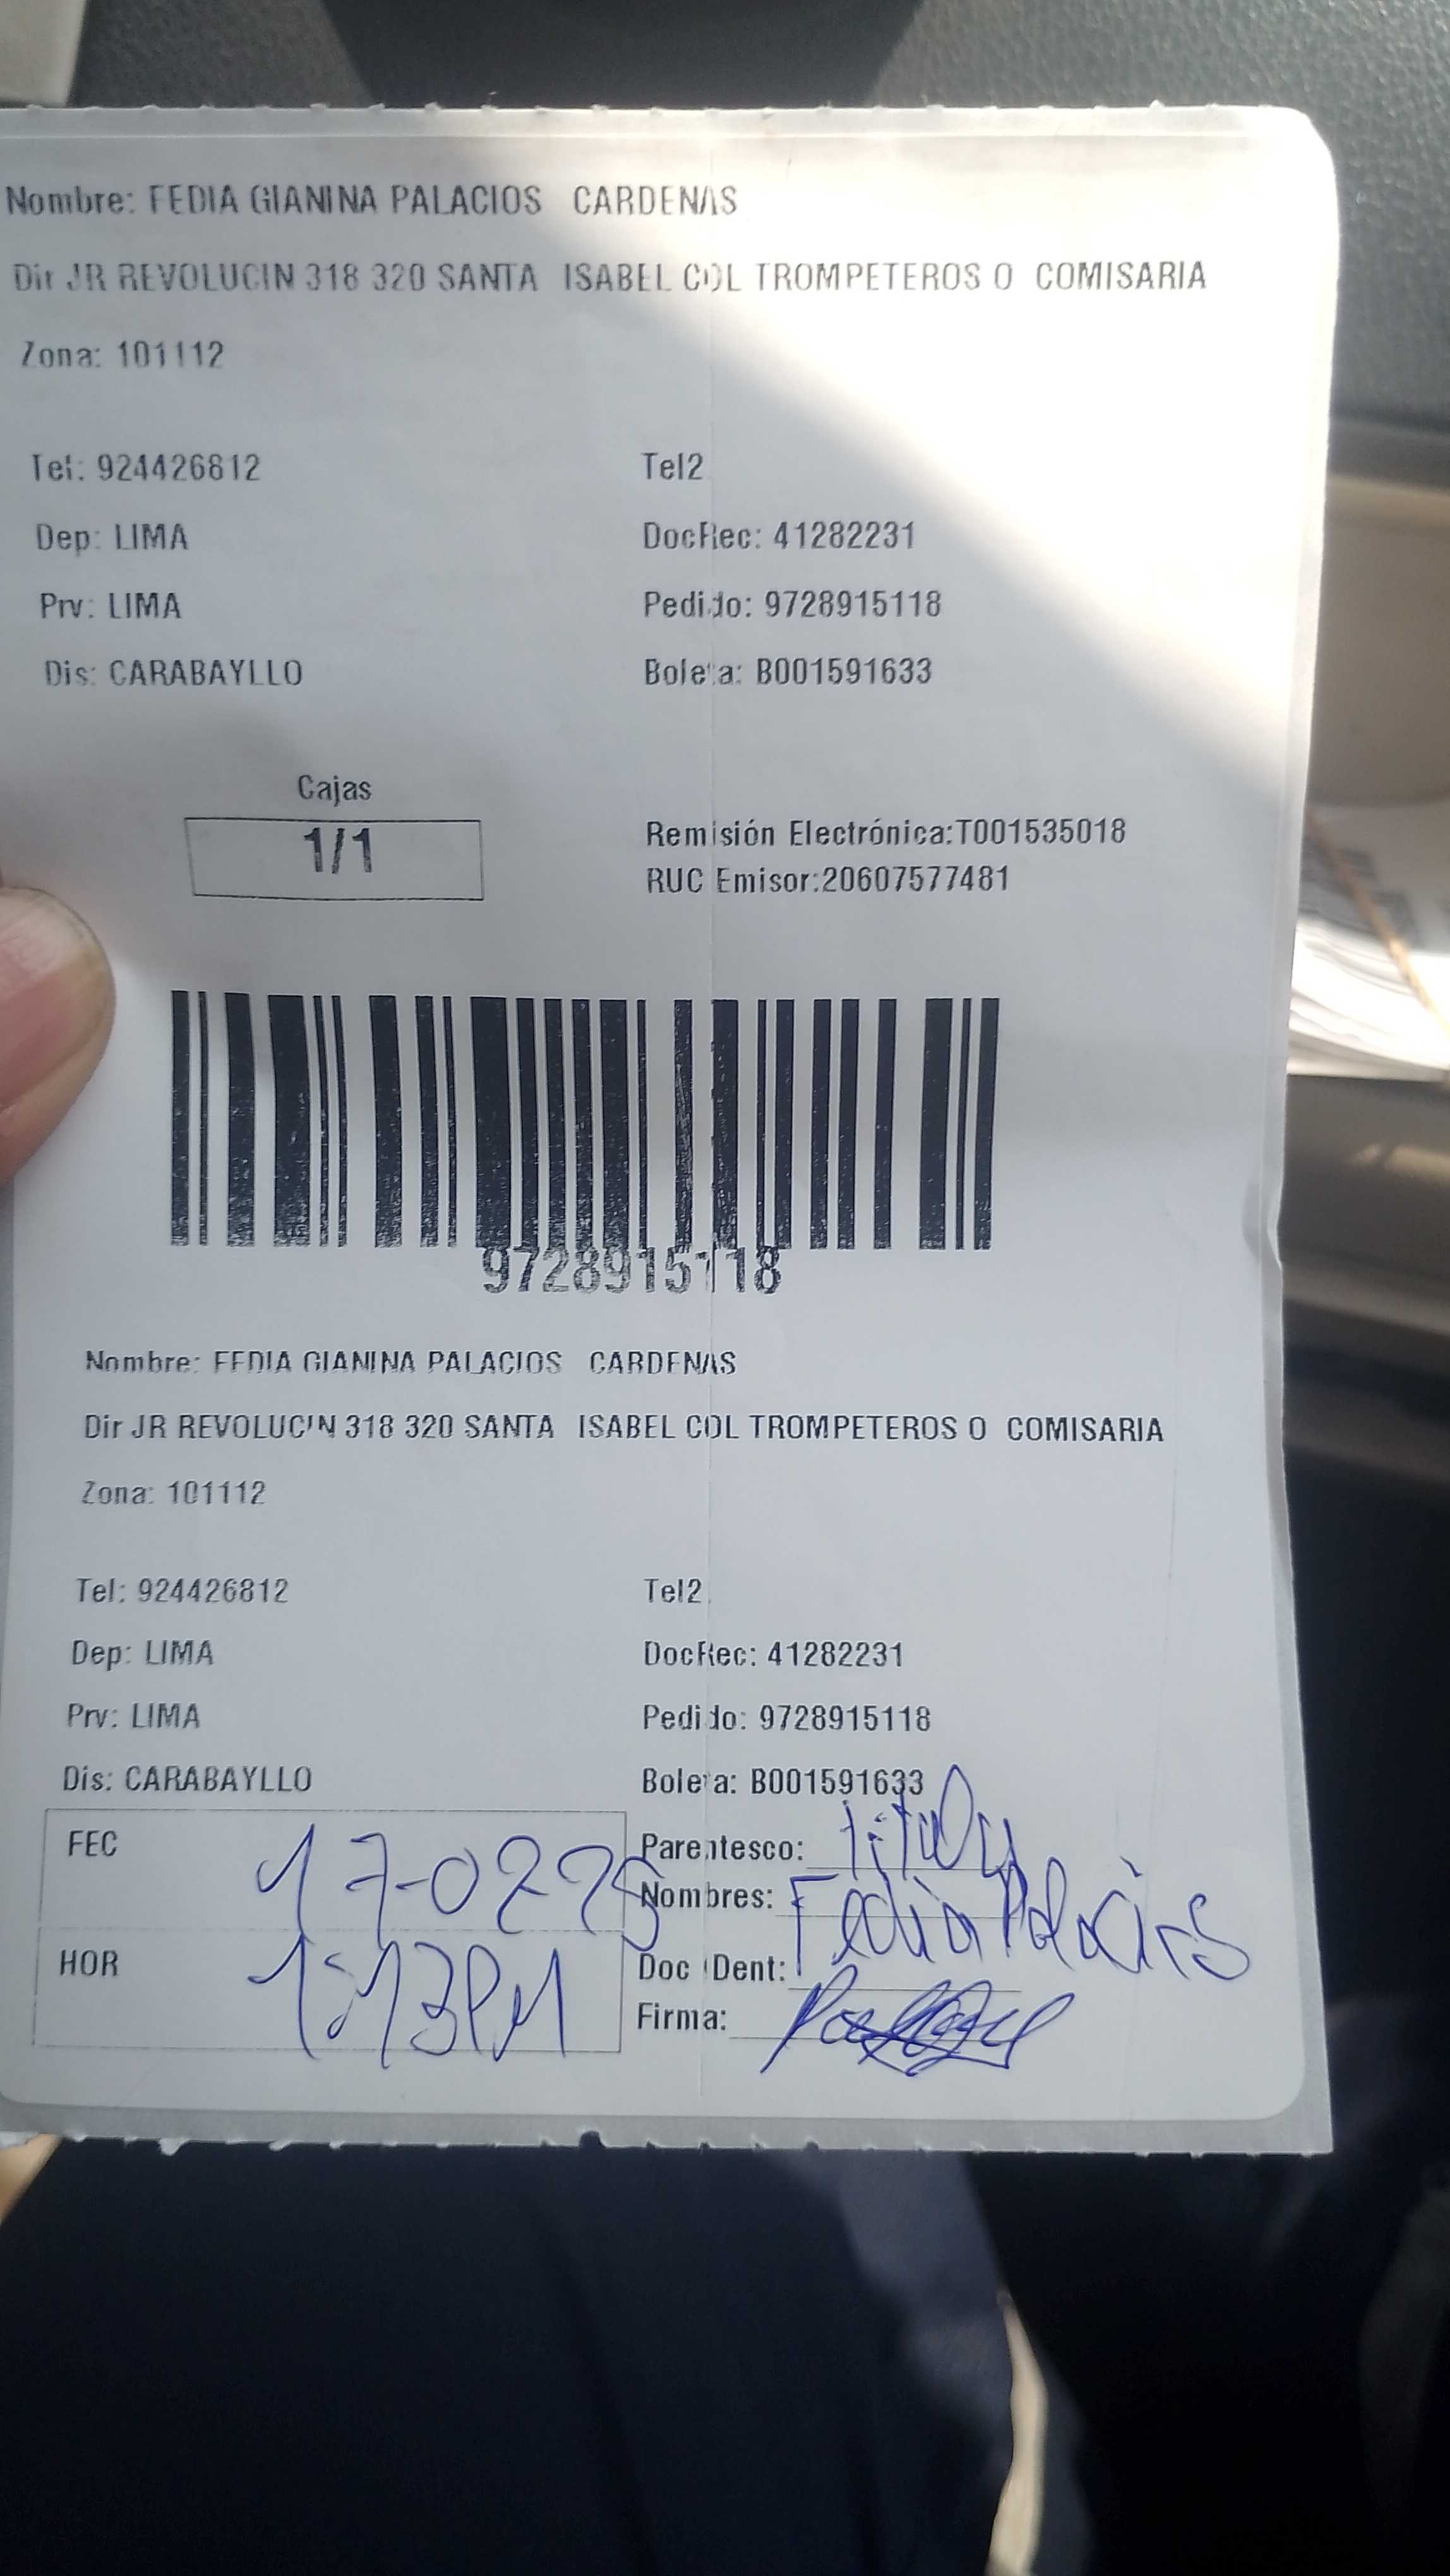 Nombre: FEDIA GIANINA PALACIOS CARDENAS
Dir JR REVOLUCIN 318 320 SANTA ISABEL COL TROMPETEROS O COMISARIA
Zona: 101112
Tel: 924426812 Tel2
Dep: LIMA DocRec: 41282231
Prv: LIMA Pedido: 9728915118
Dis: CARABAYLLO Boleta: B001591633
Cajas
1/1
Remisión Electrónica:T001535018
RUC Emisor:20607577481
9728915118
Nombre: FEDIA GIANINA PALACIOS CARDENAS
Dir JR REVOLUCIN 318 320 SANTA ISABEL COL TROMPETEROS O COMISARIA
Zona: 101112
Tel: 924426812 Tel2
Dep: LIMA DocRec: 41282231
Prv: LIMA Pedido: 9728915118
Dis: CARABAYLLO Boleta: B001591633
FEC 17-0225 Parentesco:
Nombres: Fedia Palacios
HOR 1:13PM Doc Dent:
Firma: